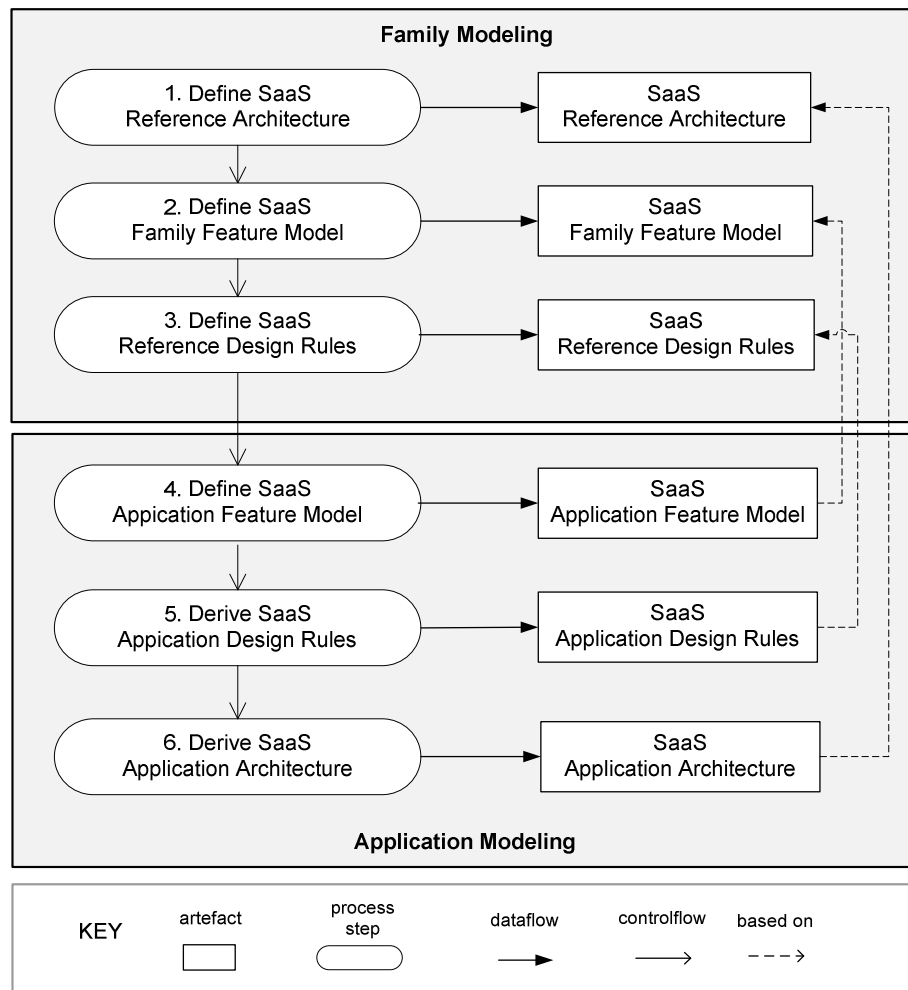 Family Modeling
1. Define SaaS
Reference Architecture
SaaS
Reference Architecture
2. Define SaaS
Family Feature Model
SaaS
Family Feature Model
3. Define SaaS
Reference Design Rules
SaaS
Reference Design Rules
4. Define SaaS
Appication Feature Model
SaaS
Application Feature Model
5. Derive SaaS
Appication Design Rules
SaaS
Application Design Rules
6. Derive SaaS
Application Architecture
SaaS
Application Architecture
Application Modeling
KEY
artefact
process
step
dataflow
controlflow
based on